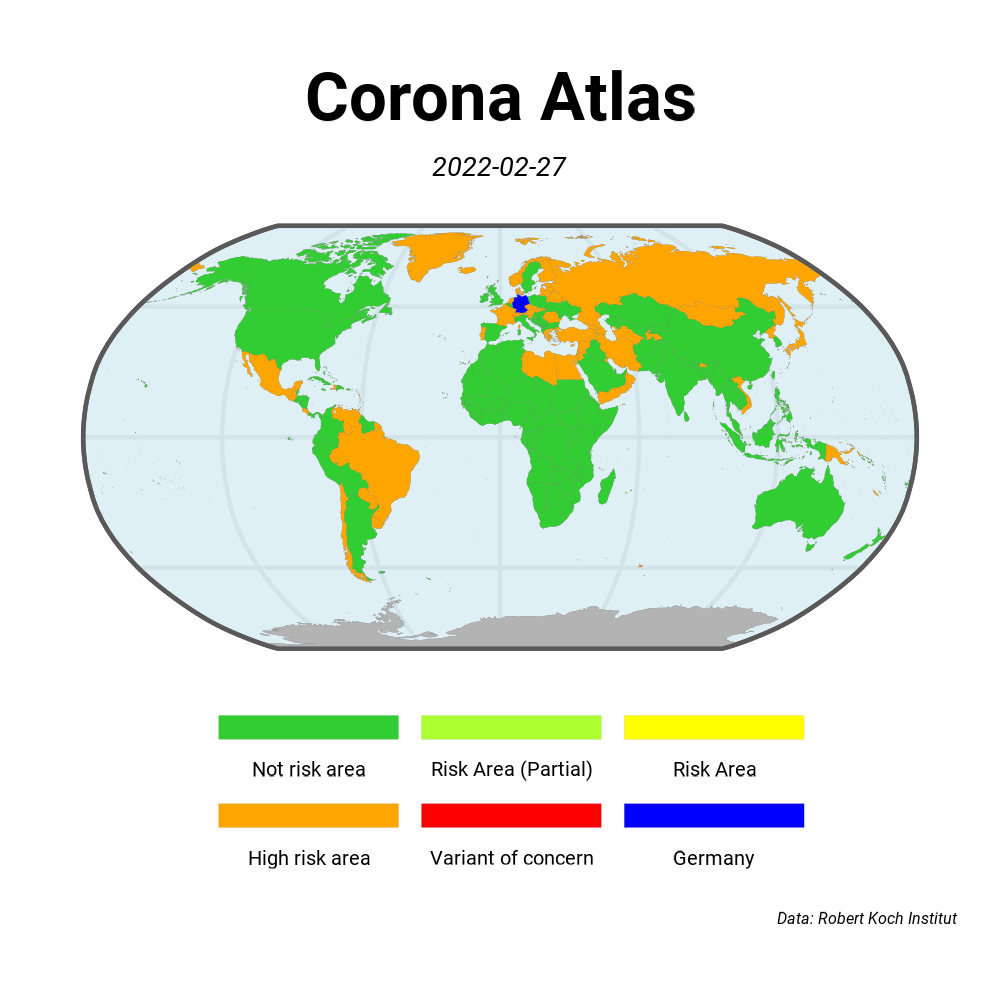 Corona Atlas
2022-02-27
Not risk area
Risk Area (Partial)
Risk Area
High risk area
Variant of concern
Germany
Data: Robert Koch Institut